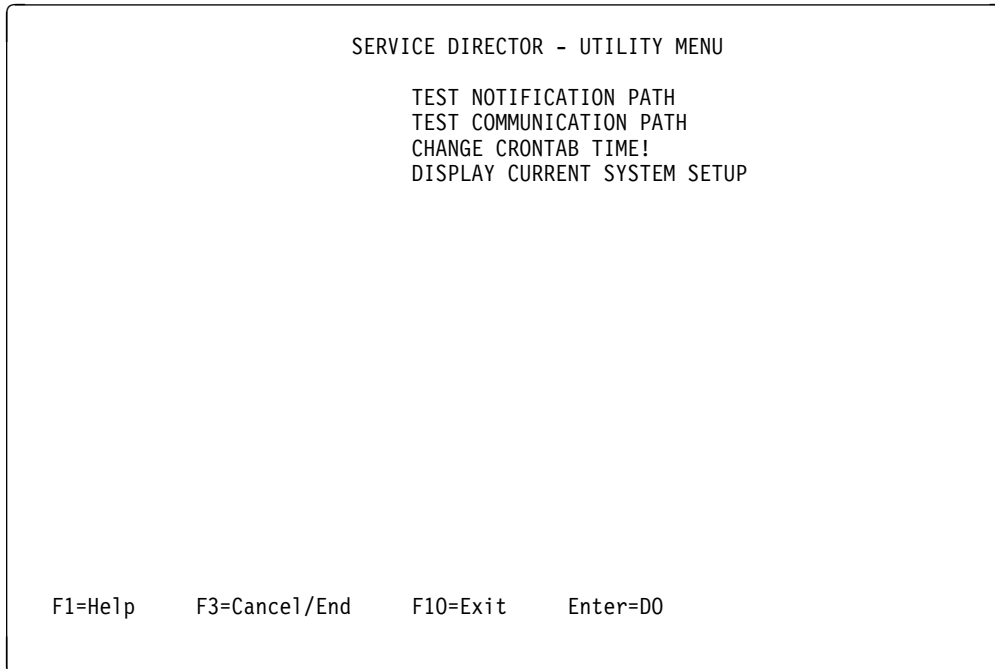 SERVICE DIRECTOR - UTILITY MENU
TEST NOTIFICATION PATH
TEST COMMUNICATION PATH
CHANGE CRONTAB TIME!
DISPLAY CURRENT SYSTEM SETUP
F1=Help F3=Cancel/End F10=Exit Enter=DO